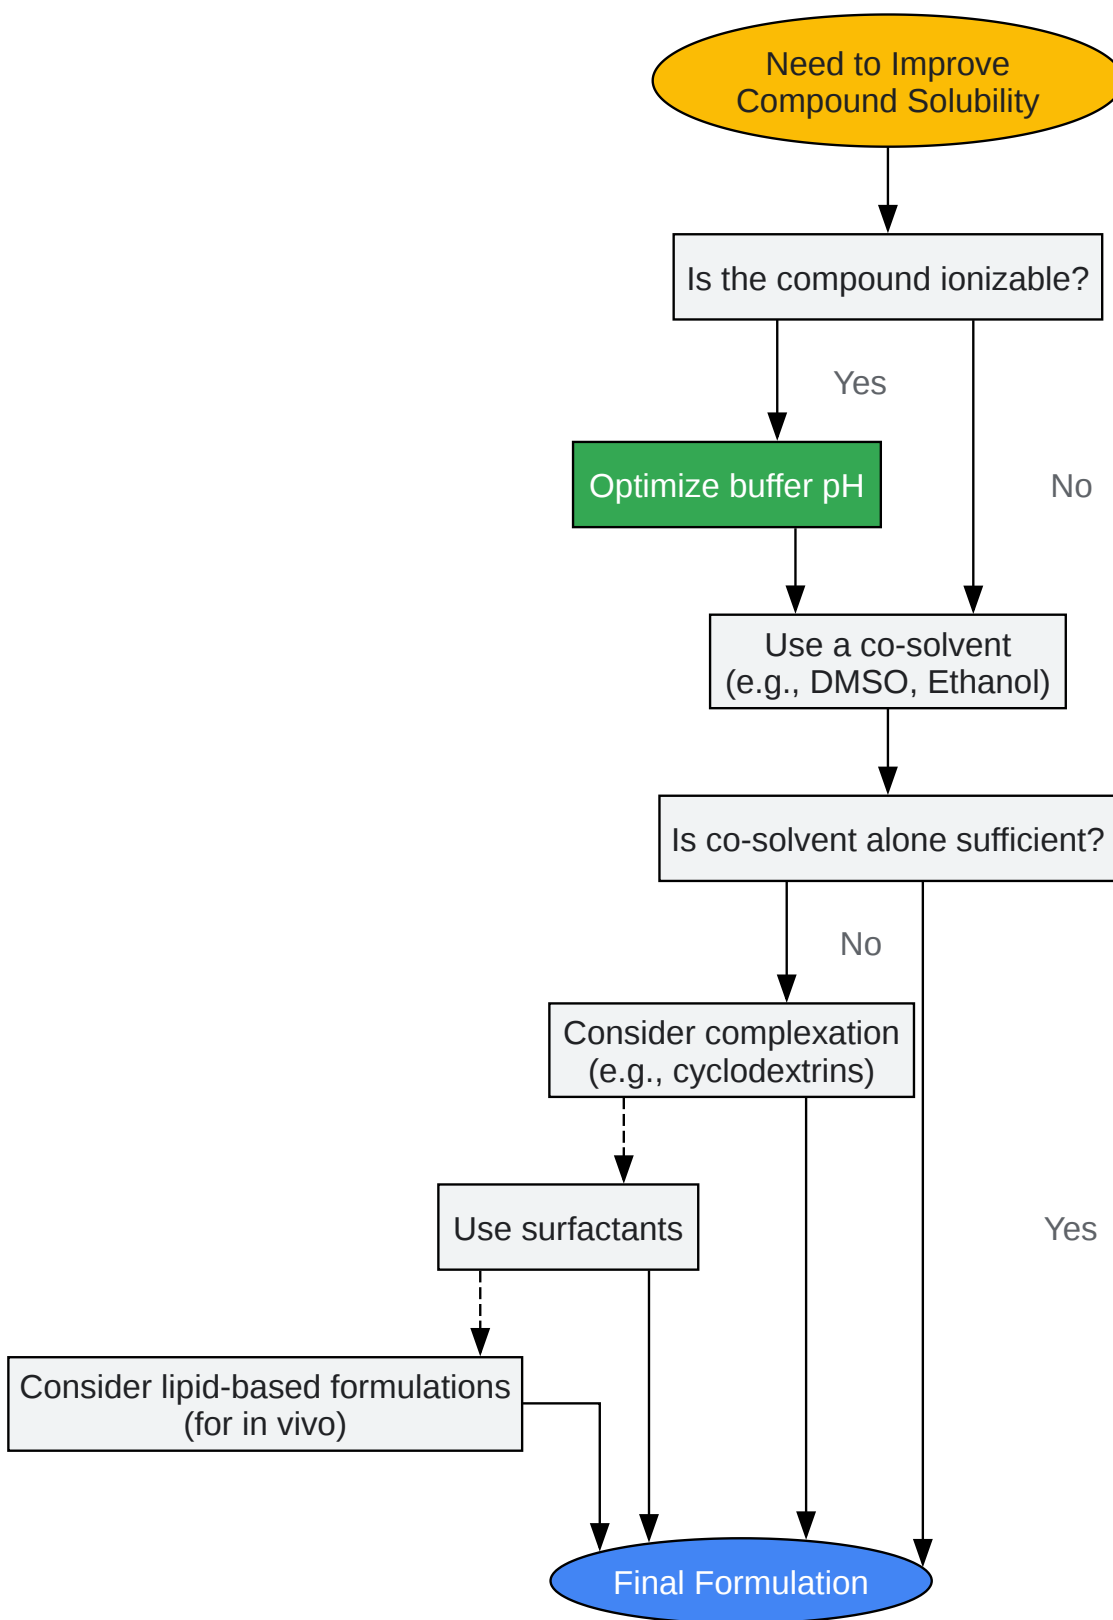 Need to Improve
Compound Solubility
Is the compound ionizable?
Yes
Optimize buffer pH
No
Use a co-solvent
(e.g., DMSO, Ethanol)
Is co-solvent alone sufficient?
No
Consider complexation
(e.g., cyclodextrins)
Use surfactants
Yes
Consider lipid-based formulations
(for in vivo)
Final Formulation